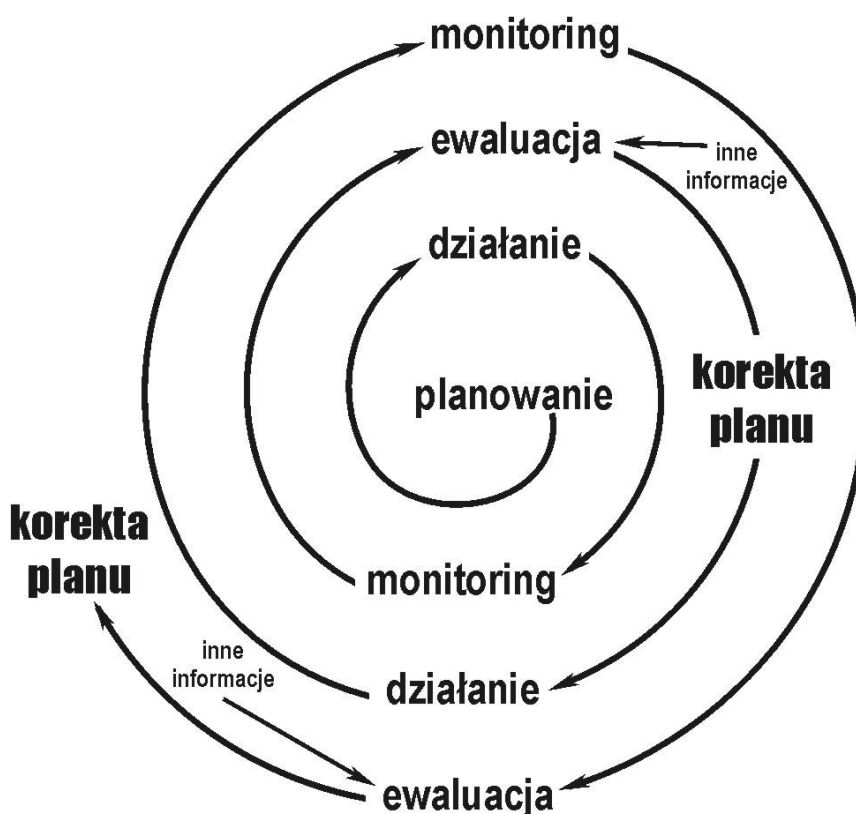 monitoring
ewaluacja
inne
informacje
działanie
planowanie
korekta
planu
korekta
planu
monitoring
inne
informacje
działanie
ewaluacja